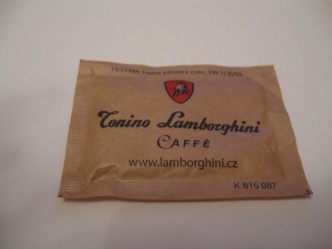 Tonino Lamborghini
CAFFÈ
www.lamborghini.cz
K 816 087